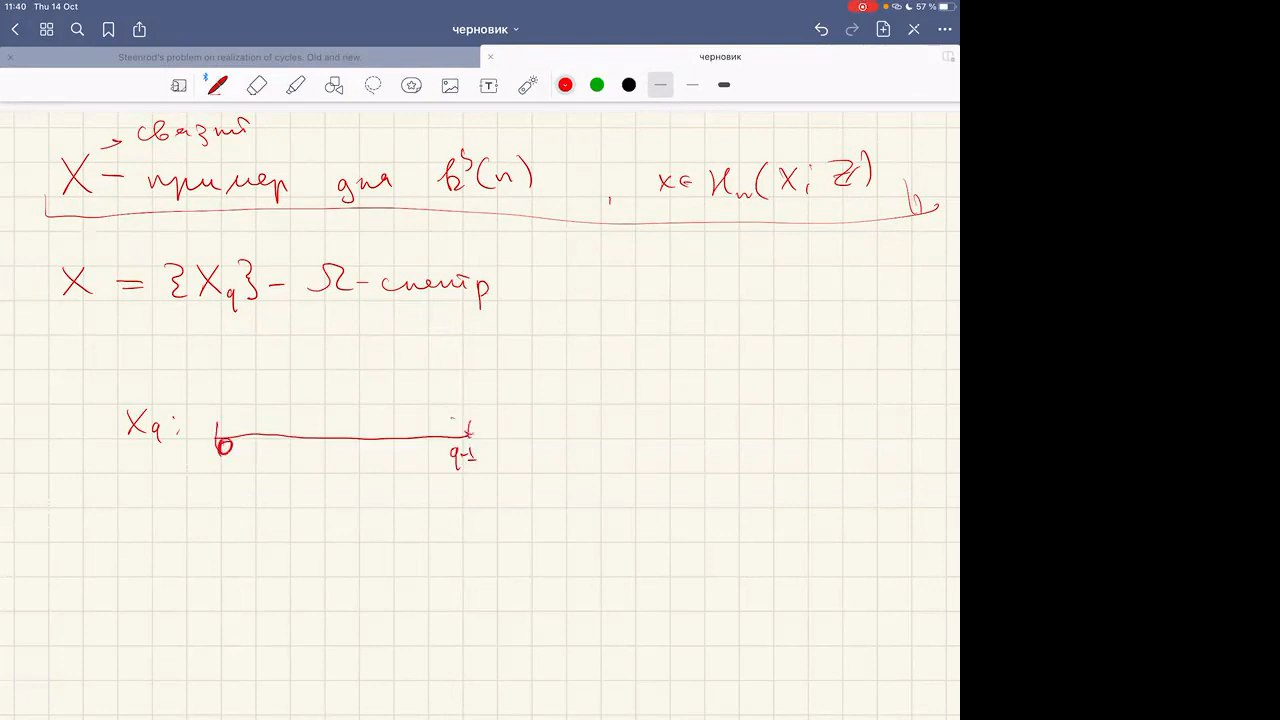 11:40 Thu 14 Oct 57 %
черновик
Steenrod's problem on realization of cycles. Old and new. черновик
→ связный
X – пример для k^s(n) , x ∈ H_n(X; ℤ)
X = {X_q} – Ω-спектр
X_q:
0 q-1